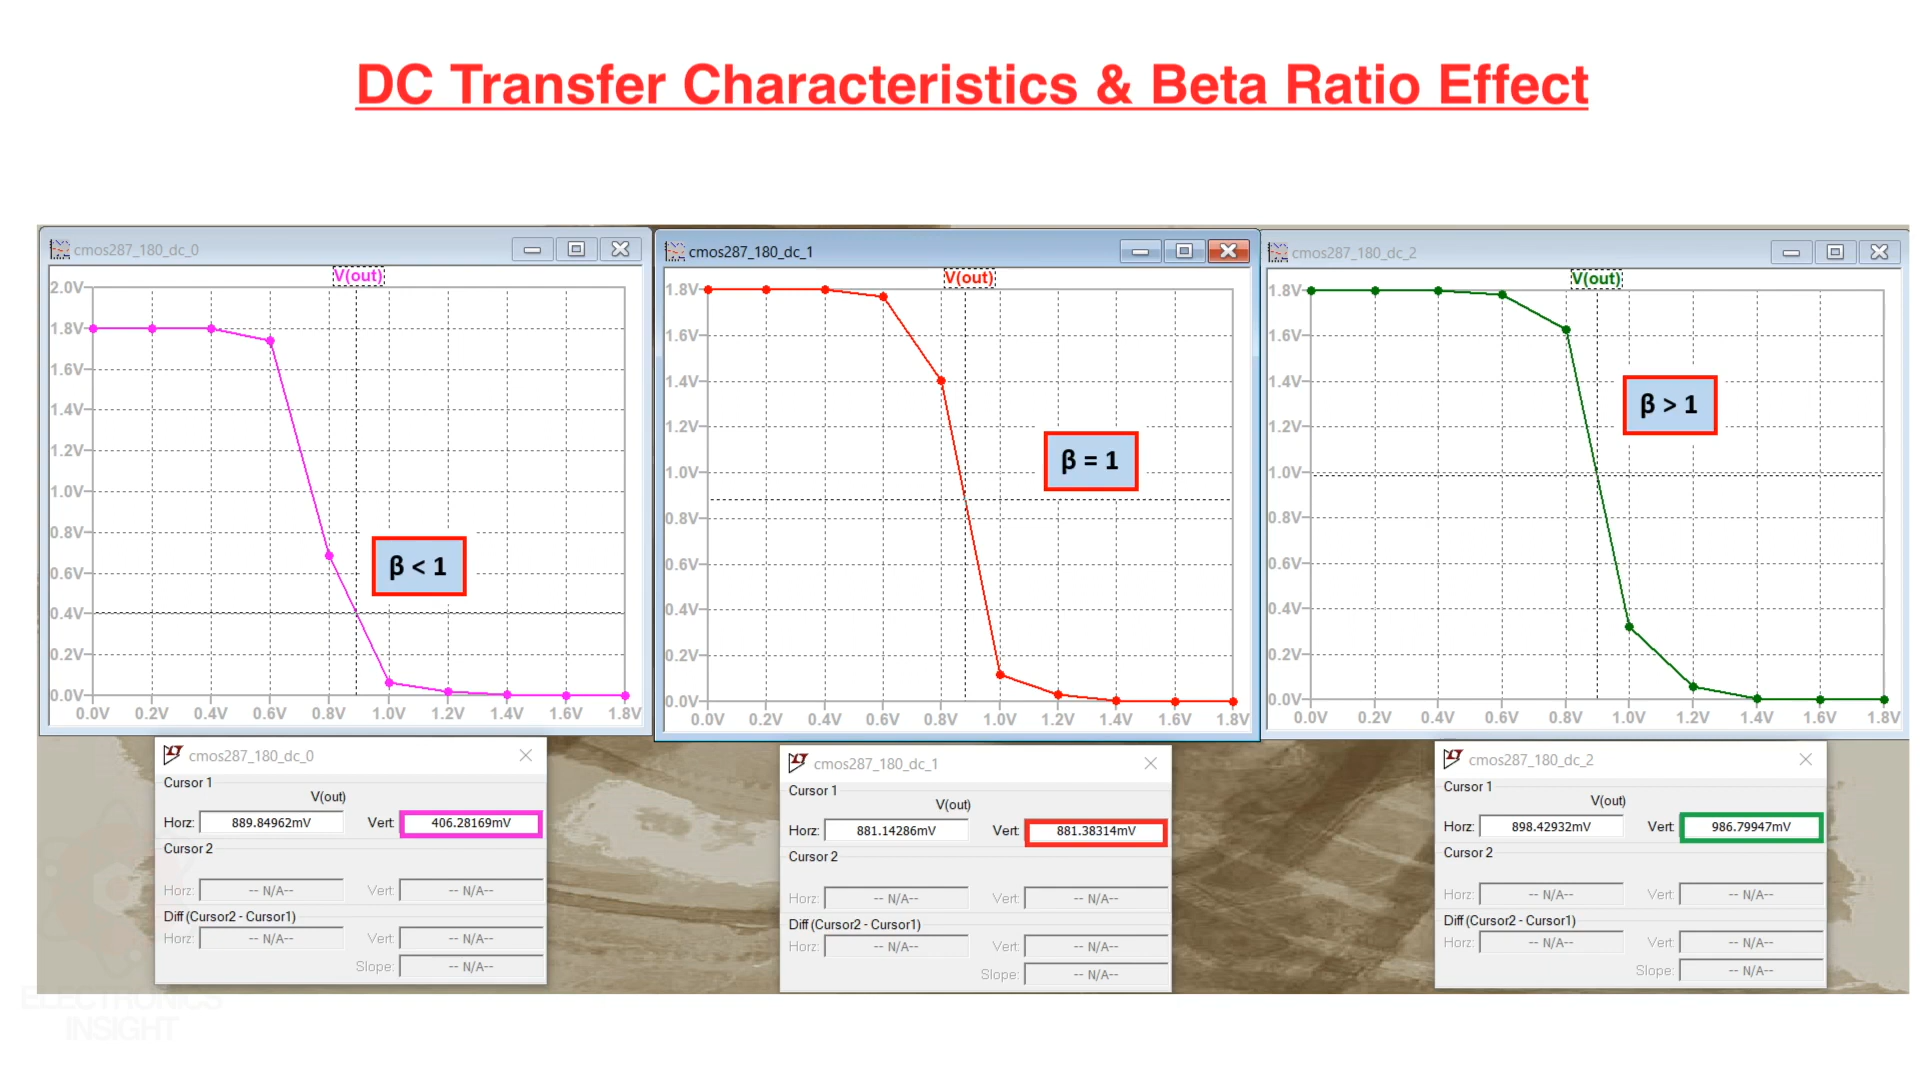 DC Transfer Characteristics & Beta Ratio Effect
cmos287_180_dc_0
V(out)
2.0V
1.8V
1.6V
1.4V
1.2V
1.0V
0.8V
0.6V
0.4V
0.2V
0.0V
0.0V 0.2V 0.4V 0.6V 0.8V 1.0V 1.2V 1.4V 1.6V 1.8V
β < 1
cmos287_180_dc_1
V(out)
1.8V
1.6V
1.4V
1.2V
1.0V
0.8V
0.6V
0.4V
0.2V
0.0V
0.0V 0.2V 0.4V 0.6V 0.8V 1.0V 1.2V 1.4V 1.6V 1.8V
β = 1
cmos287_180_dc_2
V(out)
1.8V
1.6V
1.4V
1.2V
1.0V
0.8V
0.6V
0.4V
0.2V
0.0V
0.0V 0.2V 0.4V 0.6V 0.8V 1.0V 1.2V 1.4V 1.6V 1.8V
β > 1
cmos287_180_dc_0
Cursor 1
V(out)
Horz: 889.84962mV Vert: 406.28169mV
Cursor 2
Horz: -- N/A-- Vert: -- N/A--
Diff (Cursor2 - Cursor1)
Horz: -- N/A-- Vert: -- N/A--
Slope: -- N/A--
cmos287_180_dc_1
Cursor 1
V(out)
Horz: 881.14286mV Vert: 881.38314mV
Cursor 2
Horz: -- N/A-- Vert: -- N/A--
Diff (Cursor2 - Cursor1)
Horz: -- N/A-- Vert: -- N/A--
Slope: -- N/A--
cmos287_180_dc_2
Cursor 1
V(out)
Horz: 898.42932mV Vert: 986.79947mV
Cursor 2
Horz: -- N/A-- Vert: -- N/A--
Diff (Cursor2 - Cursor1)
Horz: -- N/A-- Vert: -- N/A--
Slope: -- N/A--
ELECTRONICS
INSIGHT